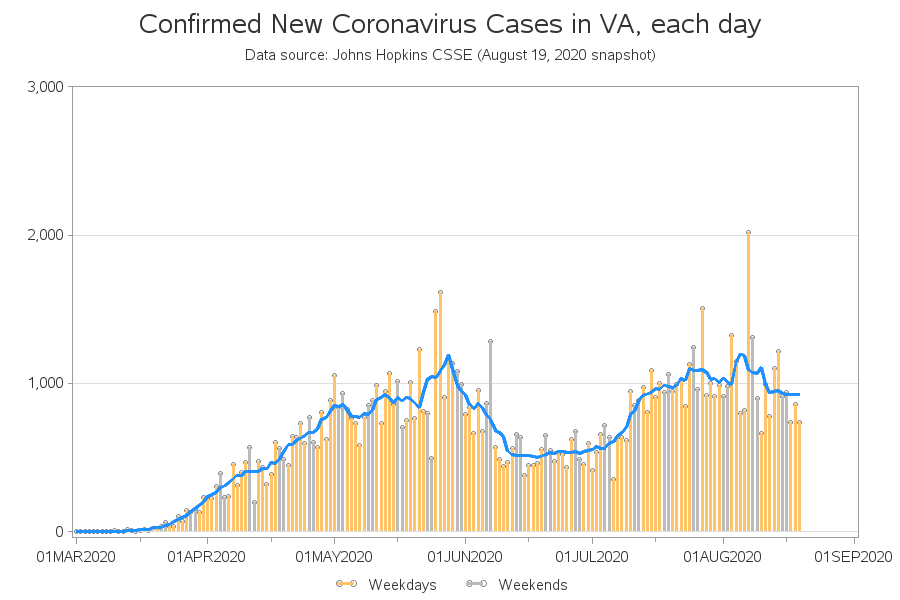 Confirmed New Coronavirus Cases in VA, each day
Data source: Johns Hopkins CSSE (August 19, 2020 snapshot)
3,000
2,000
1,000
0
01MAR2020 01APR2020 01MAY2020 01JUN2020 01JUL2020 01AUG2020 01SEP2020
Weekdays Weekends